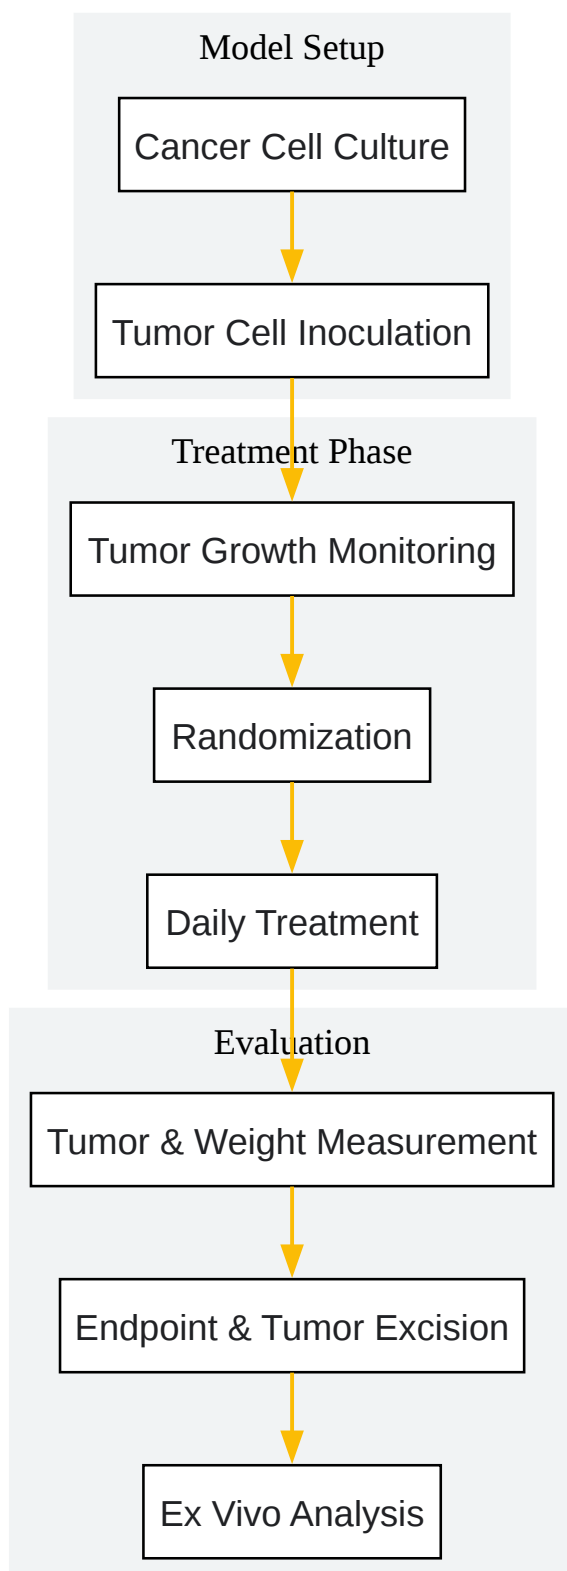 Model Setup
Cancer Cell Culture
Tumor Cell Inoculation
Treatment Phase
Tumor Growth Monitoring
Randomization
Daily Treatment
Evaluation
Tumor & Weight Measurement
Endpoint & Tumor Excision
Ex Vivo Analysis